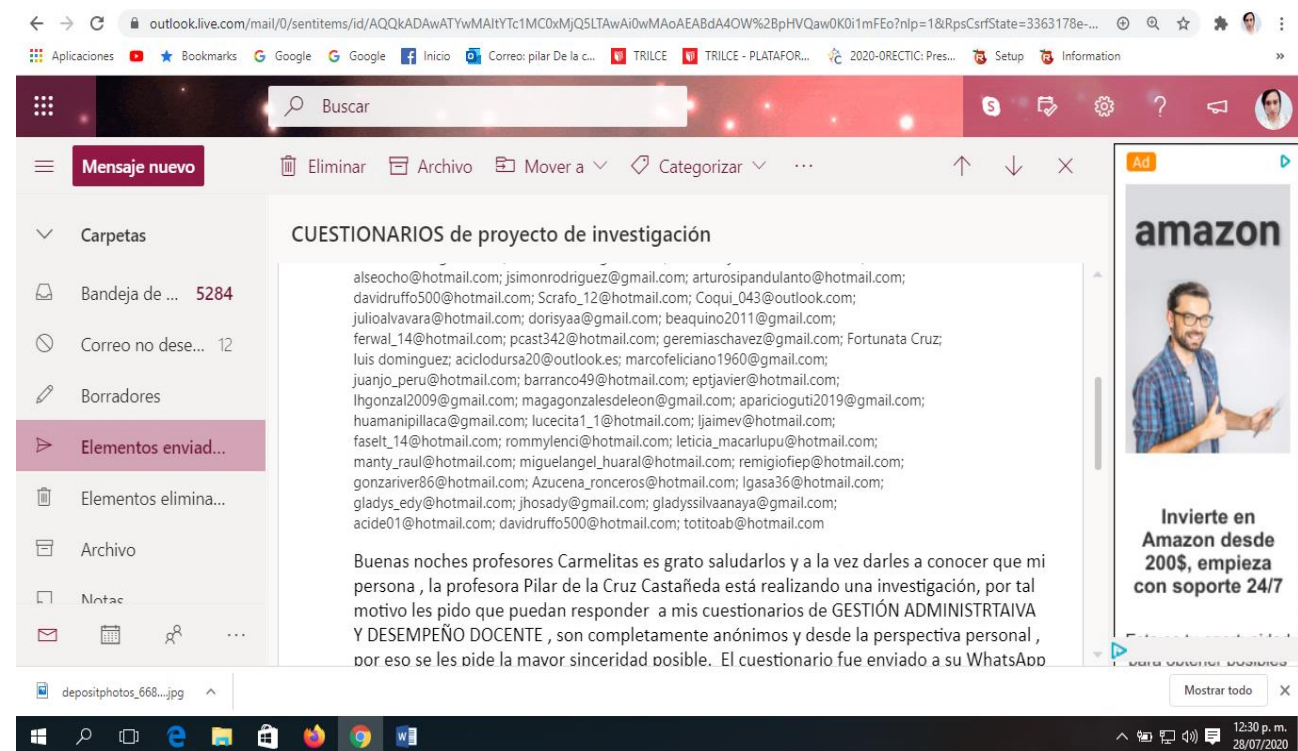 outlook.live.com/mail/0/sentitems/id/AQQkADAwATYwMAItYTc1MC0xMjQ5LTAwAi0wMAoAEABdA4OW%2BpHVQaw0K0i1mFEo?nlp=1&RpsCsrfState=3363178e-...
Aplicaciones Bookmarks Google Google Inicio Correo: pilar De la c... TRILCE TRILCE - PLATAFOR... 2020-0RECTIC: Pres... Setup Information »
Buscar
Mensaje nuevo Eliminar Archivo Mover a Categorizar ...
Carpetas
Bandeja de ... 5284
Correo no dese... 12
Borradores
Elementos enviad...
Elementos elimina...
Archivo
Notas
...
CUESTIONARIOS de proyecto de investigación
alseocho@hotmail.com; jsimonrodriguez@gmail.com; arturosipandulanto@hotmail.com;
davidruffo500@hotmail.com; Scrafo_12@hotmail.com; Coqui_043@outlook.com;
julioalvavara@hotmail.com; dorisyaa@gmail.com; beaquino2011@gmail.com;
ferwal_14@hotmail.com; pcast342@hotmail.com; geremiaschavez@gmail.com; Fortunata Cruz;
luis dominguez; aciclodursa20@outlook.es; marcofeliciano1960@gmail.com;
juanjo_peru@hotmail.com; barranco49@hotmail.com; eptjavier@hotmail.com;
lhgonzal2009@gmail.com; magagonzalesdeleon@gmail.com; aparicioguti2019@gmail.com;
huamanipillaca@gmail.com; lucecita1_1@hotmail.com; ljaimev@hotmail.com;
faselt_14@hotmail.com; rommylenci@hotmail.com; leticia_macarlupu@hotmail.com;
manty_raul@hotmail.com; miguelangel_huaral@hotmail.com; remigiofiep@hotmail.com;
gonzariver86@hotmail.com; Azucena_ronceros@hotmail.com; lgasa36@hotmail.com;
gladys_edy@hotmail.com; jhosady@gmail.com; gladyssilvaanaya@gmail.com;
acide01@hotmail.com; davidruffo500@hotmail.com; totitoab@hotmail.com
Buenas noches profesores Carmelitas es grato saludarlos y a la vez darles a conocer que mi
persona , la profesora Pilar de la Cruz Castañeda está realizando una investigación, por tal
motivo les pido que puedan responder a mis cuestionarios de GESTIÓN ADMINISTRTAIVA
Y DESEMPEÑO DOCENTE , son completamente anónimos y desde la perspectiva personal ,
por eso se les pide la mayor sinceridad posible. El cuestionario fue enviado a su WhatsApp
Ad
amazon
Invierte en
Amazon desde
200$, empieza
con soporte 24/7
para obtener posibles
depositphotos_668....jpg
Mostrar todo
12:30 p. m.
28/07/2020